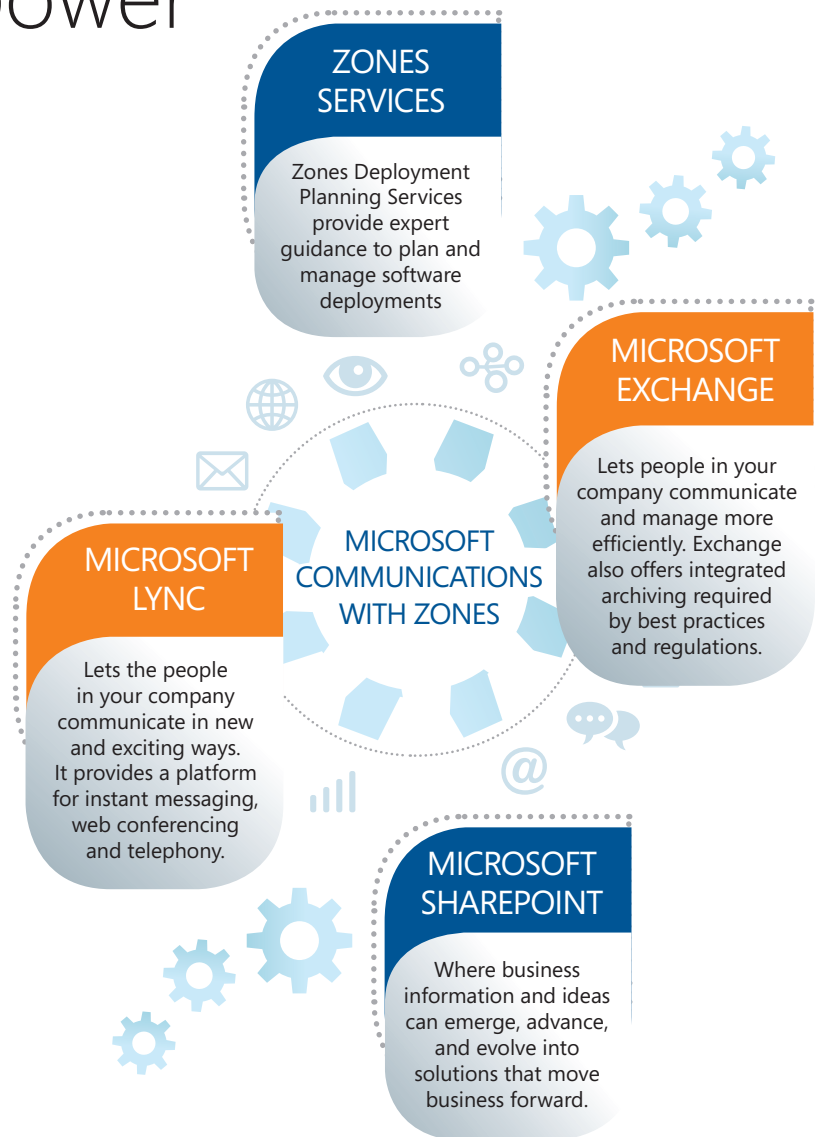 power
ZONES
SERVICES
Zones Deployment
Planning Services
provide expert
guidance to plan and
manage software
deployments
MICROSOFT
EXCHANGE
Lets people in your
company communicate
and manage more
efficiently. Exchange
also offers integrated
archiving required
by best practices
and regulations.
MICROSOFT
COMMUNICATIONS
WITH ZONES
MICROSOFT
LYNC
Lets the people
in your company
communicate in new
and exciting ways.
It provides a platform
for instant messaging,
web conferencing
and telephony.
@
MICROSOFT
SHAREPOINT
Where business
information and ideas
can emerge, advance,
and evolve into
solutions that move
business forward.